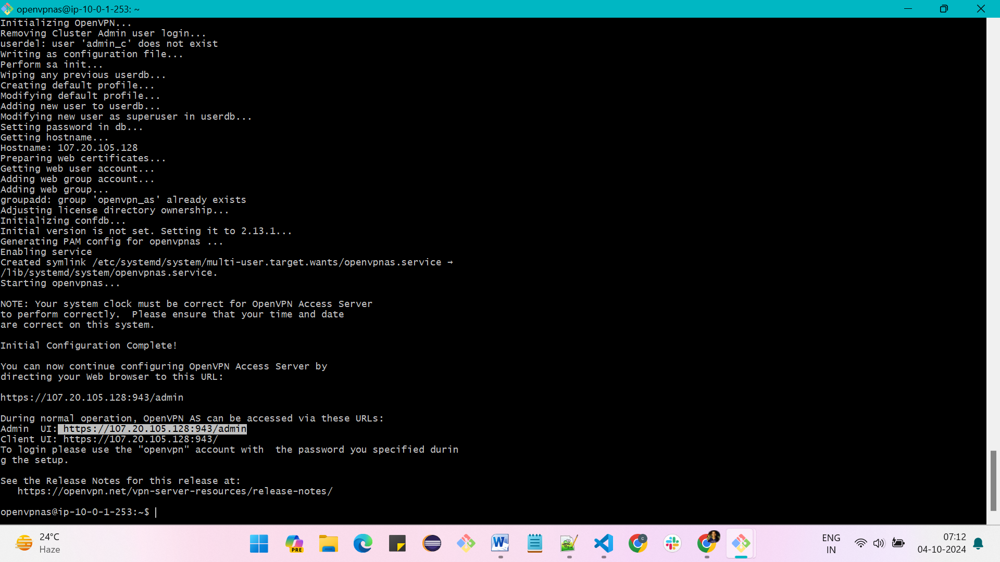 openvpnas@ip-10-0-1-253: ~
Initializing OpenVPN...
Removing Cluster Admin user login...
userdel: user 'admin_c' does not exist
Writing as configuration file...
Perform sa init...
Wiping any previous userdb...
Creating default profile...
Modifying default profile...
Adding new user to userdb...
Modifying new user as superuser in userdb...
Setting password in db...
Getting hostname...
Hostname: 107.20.105.128
Preparing web certificates...
Getting web user account...
Adding web group account...
Adding web group...
groupadd: group 'openvpn_as' already exists
Adjusting license directory ownership...
Initializing confdb...
Initial version is not set. Setting it to 2.13.1...
Generating PAM config for openvpnas ...
Enabling service
Created symlink /etc/systemd/system/multi-user.target.wants/openvpnas.service →
/lib/systemd/system/openvpnas.service.
Starting openvpnas...
NOTE: Your system clock must be correct for OpenVPN Access Server
to perform correctly.  Please ensure that your time and date
are correct on this system.
Initial Configuration Complete!
You can now continue configuring OpenVPN Access Server by
directing your Web browser to this URL:
https://107.20.105.128:943/admin
During normal operation, OpenVPN AS can be accessed via these URLs:
Admin  UI: https://107.20.105.128:943/admin
Client UI: https://107.20.105.128:943/
To login please use the "openvpn" account with  the password you specified durin
g the setup.
See the Release Notes for this release at:
   https://openvpn.net/vpn-server-resources/release-notes/
openvpnas@ip-10-0-1-253:~$
24°C
Haze
PRE
W
C
ENG
IN
07:12
04-10-2024